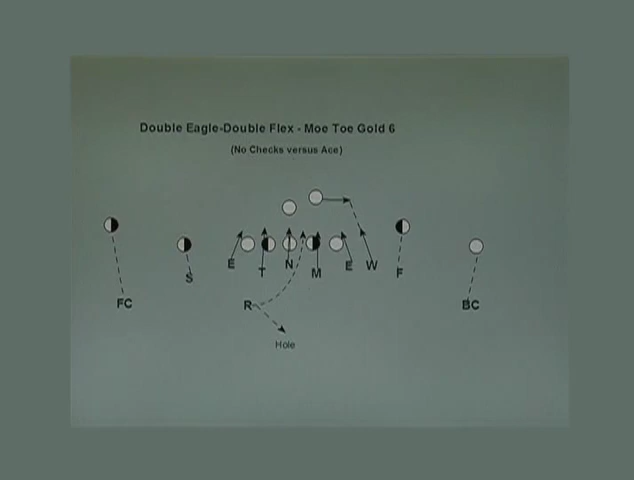 Double Eagle-Double Flex - Moe Toe Gold 6
(No Checks versus Ace)
E T N M E W F
S
FC R BC
Hole